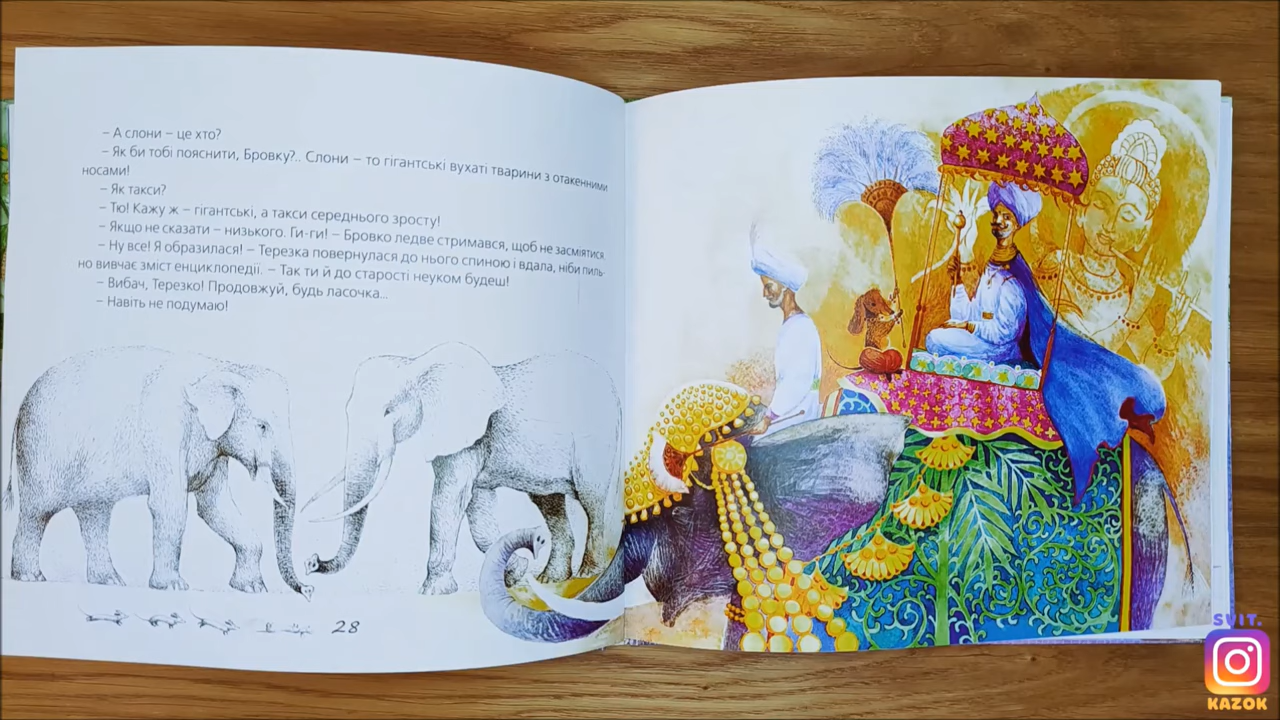 – А слони – це хто?
– Як би тобі пояснити, Бровку?.. Слони – то гігантські вухаті тварини з отакенними
носами!
– Як такси?
– Тю! Кажу ж – гігантські, а такси середнього зросту!
– Якщо не сказати – низького. Ги-ги! – Бровко ледве стримався, щоб не засміятися.
– Ну все! Я образилася! – Терезка повернулася до нього спиною і вдала, ніби пиль-
но вивчає зміст енциклопедії. – Так ти й до старості неуком будеш!
– Вибач, Терезко! Продовжуй, будь ласочка...
– Навіть не подумаю!
28
SVIT.
KAZOK